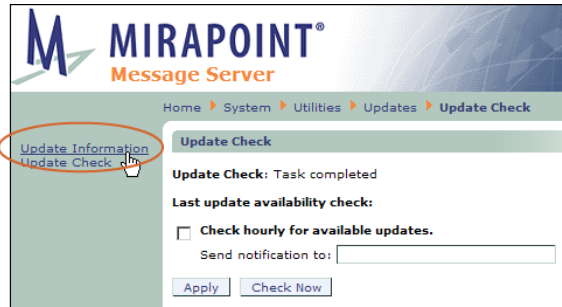 MIRAPOINT®
Message Server
Home System Utilities Updates Update Check
Update Information
Update Check
Update Check
Update Check: Task completed
Last update availability check:
Check hourly for available updates.
Send notification to:
Apply Check Now